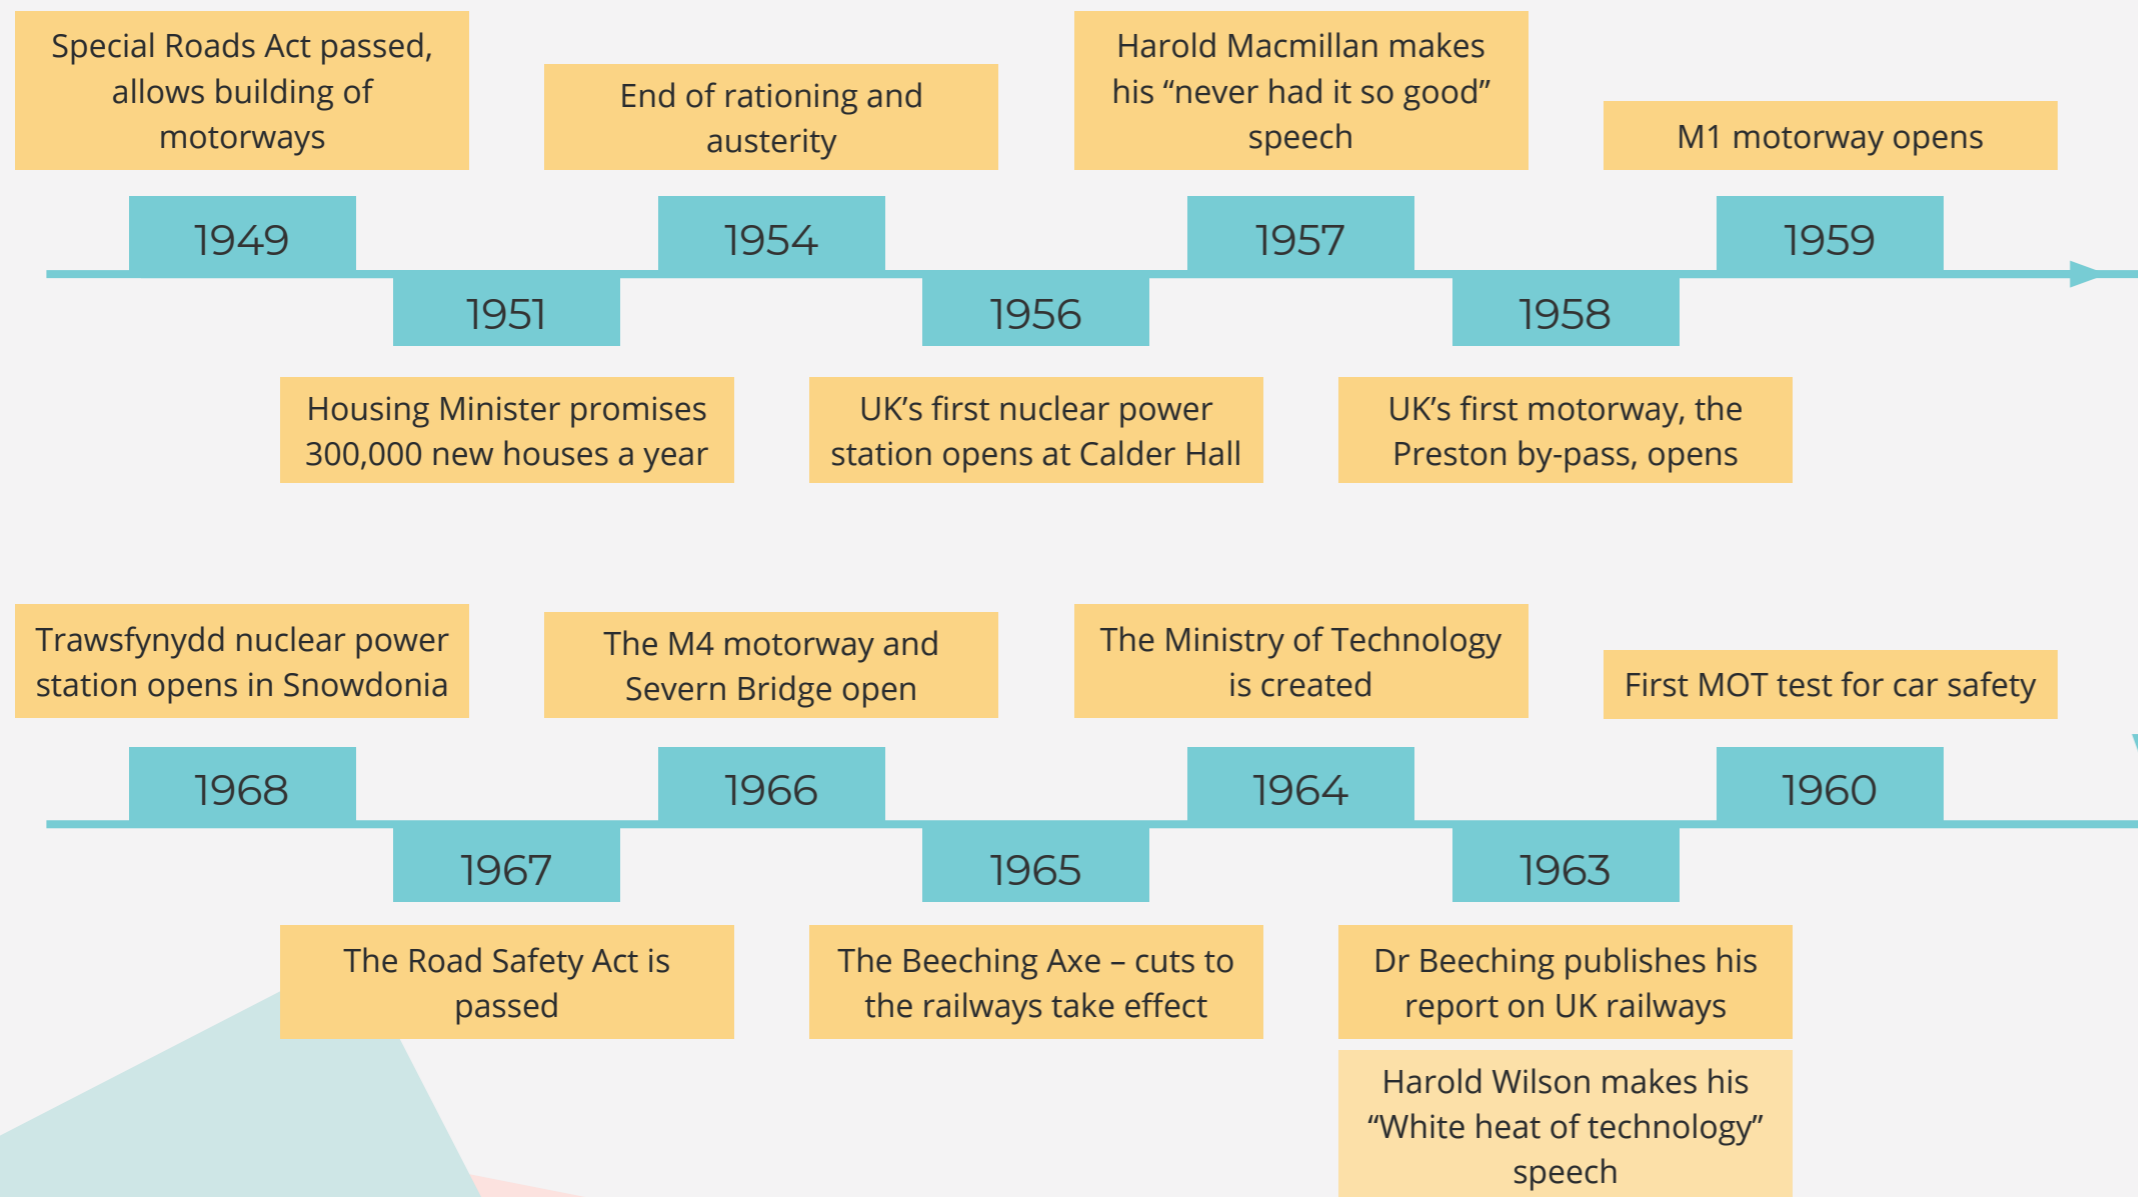 Special Roads Act passed,
allows building of
motorways
End of rationing and
austerity
Harold Macmillan makes
his “never had it so good”
speech
M1 motorway opens
1949
1954
1957
1959
1951
1956
1958
Housing Minister promises
300,000 new houses a year
UK’s first nuclear power
station opens at Calder Hall
UK’s first motorway, the
Preston by-pass, opens
Trawsfynydd nuclear power
station opens in Snowdonia
The M4 motorway and
Severn Bridge open
The Ministry of Technology
is created
First MOT test for car safety
1968
1966
1964
1960
1967
1965
1963
The Road Safety Act is
passed
The Beeching Axe – cuts to
the railways take effect
Dr Beeching publishes his
report on UK railways
Harold Wilson makes his
“White heat of technology”
speech